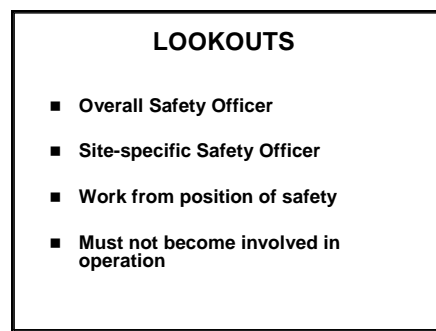 LOOKOUTS
■ Overall Safety Officer
■ Site-specific Safety Officer
■ Work from position of safety
■ Must not become involved in
operation